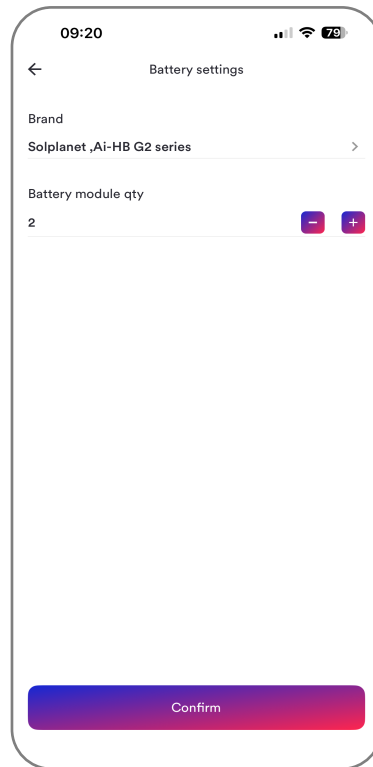 09:20
79
Battery settings
Brand
Solplanet ,Ai-HB G2 series
Battery module qty
2
Confirm